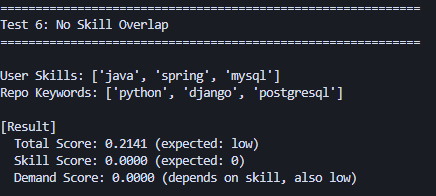 ============================================================
Test 6: No Skill Overlap
============================================================
User Skills: ['java', 'spring', 'mysql']
Repo Keywords: ['python', 'django', 'postgresql']
[Result]
  Total Score: 0.2141 (expected: low)
  Skill Score: 0.0000 (expected: 0)
  Demand Score: 0.0000 (depends on skill, also low)